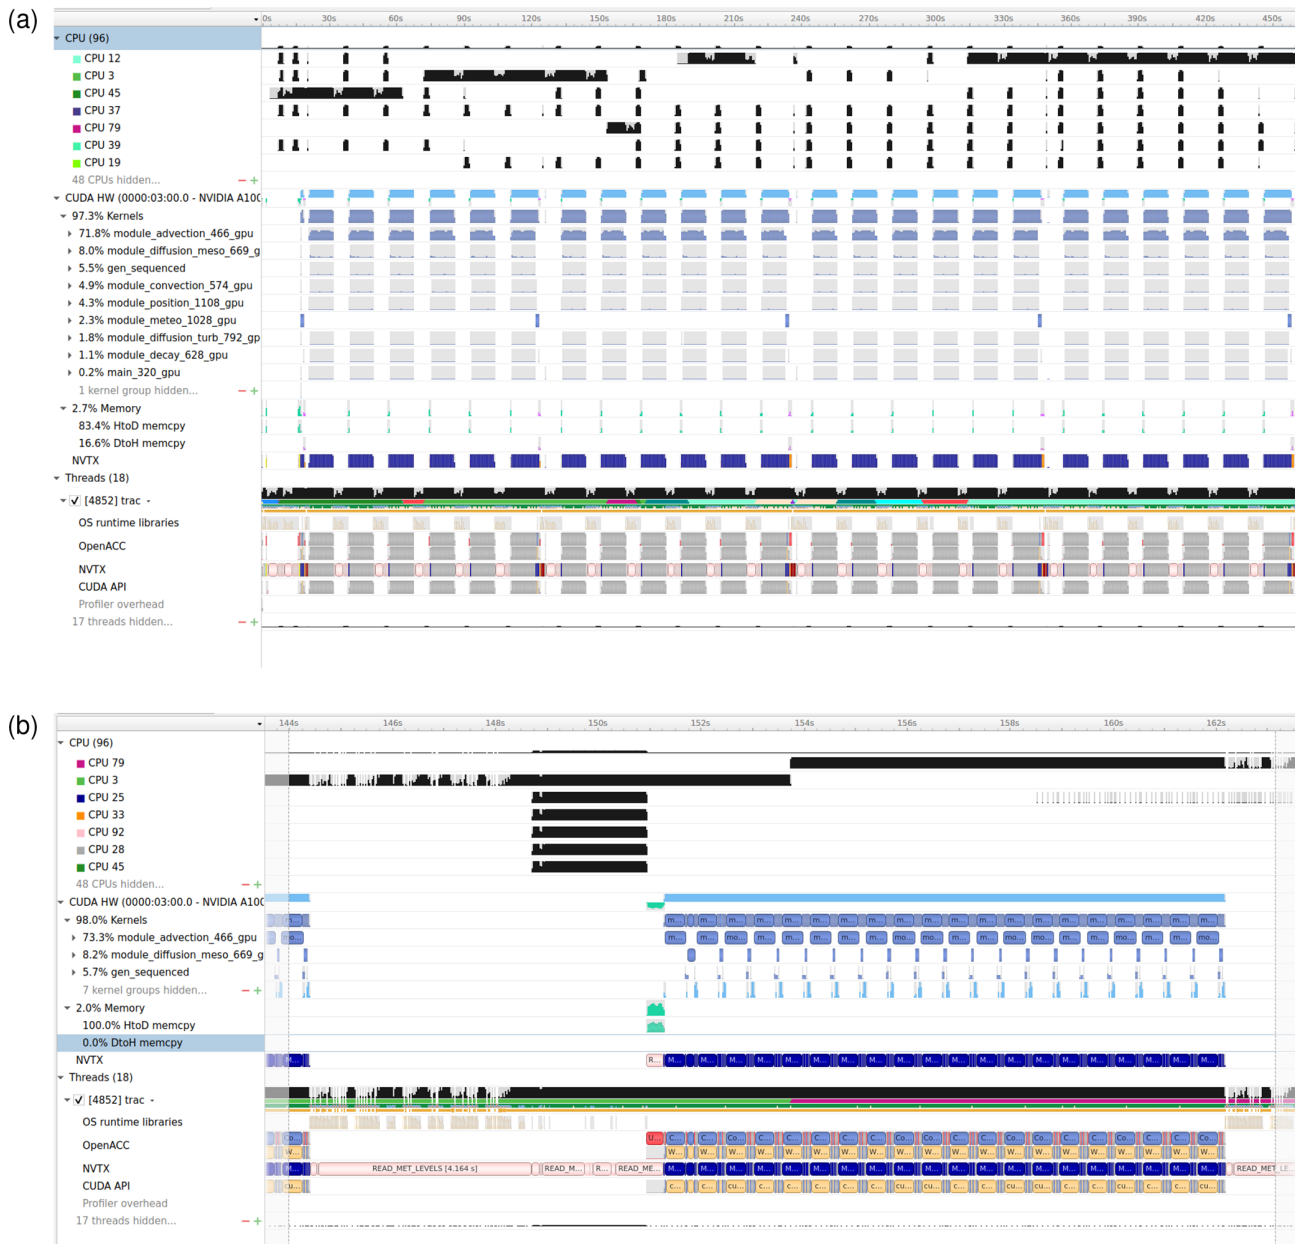 (a)
0s 30s 60s 90s 120s 150s 180s 210s 240s 270s 300s 330s 360s 390s 420s 450s
CPU (96)
CPU 12
CPU 3
CPU 45
CPU 37
CPU 79
CPU 39
CPU 19
48 CPUs hidden...
CUDA HW (0000:03:00.0 - NVIDIA A100
97.3% Kernels
71.8% module_advection_466_gpu
8.0% module_diffusion_meso_669_g
5.5% gen_sequenced
4.9% module_convection_574_gpu
4.3% module_position_1108_gpu
2.3% module_meteo_1028_gpu
1.8% module_diffusion_turb_792_gp
1.1% module_decay_628_gpu
0.2% main_320_gpu
1 kernel group hidden...
2.7% Memory
83.4% HtoD memcpy
16.6% DtoH memcpy
NVTX
Threads (18)
[4852] trac
OS runtime libraries
OpenACC
NVTX
CUDA API
Profiler overhead
17 threads hidden...
(b)
144s 146s 148s 150s 152s 154s 156s 158s 160s 162s
CPU (96)
CPU 79
CPU 3
CPU 25
CPU 33
CPU 92
CPU 28
CPU 45
48 CPUs hidden...
CUDA HW (0000:03:00.0 - NVIDIA A100
98.0% Kernels
73.3% module_advection_466_gpu
8.2% module_diffusion_meso_669_g
5.7% gen_sequenced
7 kernel groups hidden...
2.0% Memory
100.0% HtoD memcpy
0.0% DtoH memcpy
NVTX
Threads (18)
[4852] trac
OS runtime libraries
OpenACC
NVTX READ_MET_LEVELS [4.164 s] READ_M... R... READ_ME...
CUDA API
Profiler overhead
17 threads hidden...